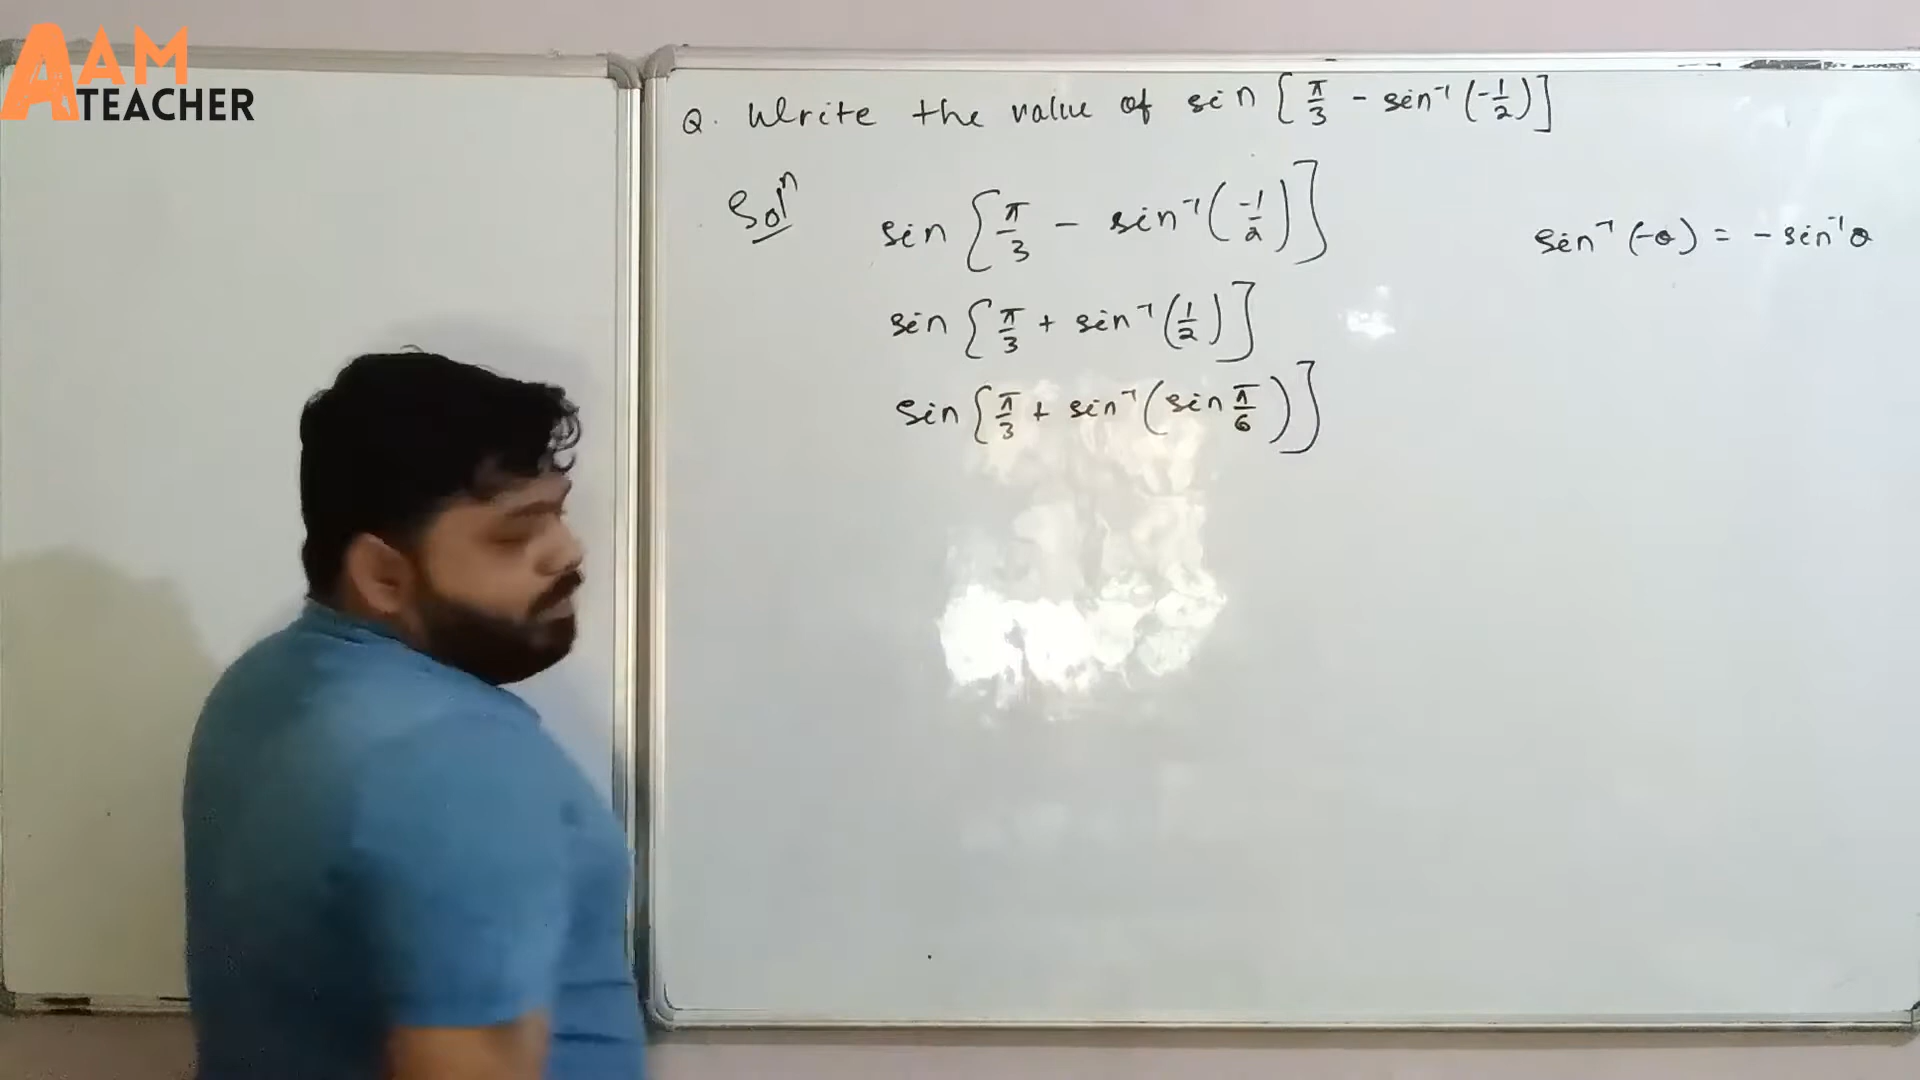 AAM
TEACHER
Q. Write the value of sin [π/3 - sin⁻¹(-1/2)]
Solⁿ
sin [π/3 - sin⁻¹(-1/2)]
sin⁻¹(-θ) = -sin⁻¹θ
sin [π/3 + sin⁻¹(1/2)]
sin [π/3 + sin⁻¹(sin π/6)]